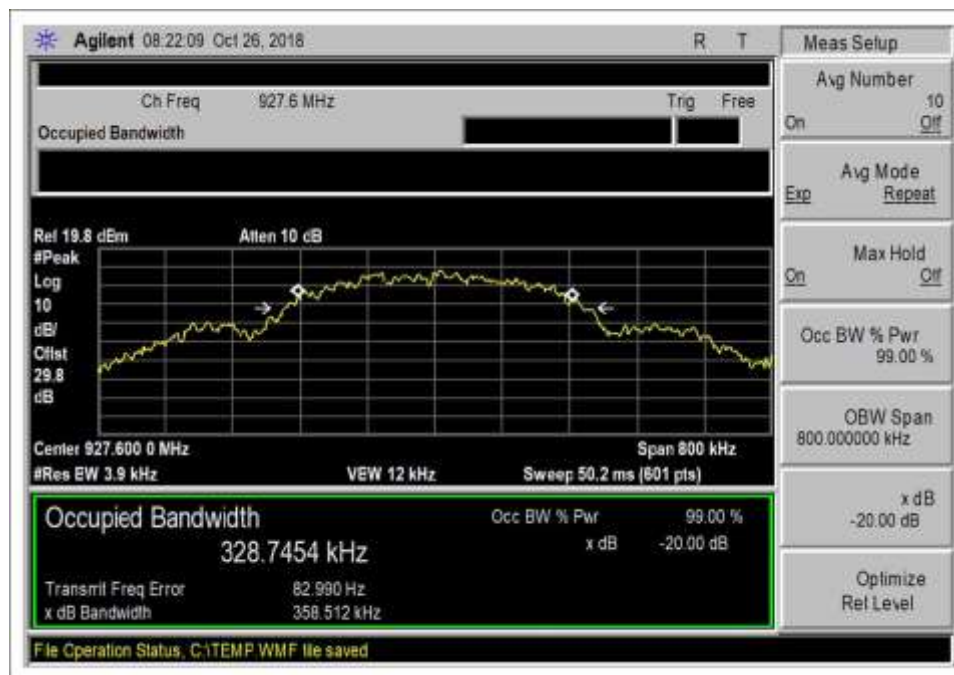 Agilent 08:22:09 Oct 26, 2018 R T
Ch Freq 927.6 MHz Trig Free
Occupied Bandwidth
Ref 19.8 dBm Atten 10 dB
#Peak
Log
10
dB/
Offst
29.8
dB
Center 927.600 0 MHz Span 800 kHz
#Res BW 3.9 kHz VBW 12 kHz Sweep 50.2 ms (601 pts)
Occupied Bandwidth Occ BW % Pwr 99.00 %
328.7454 kHz x dB -20.00 dB
Transmit Freq Error 82.990 Hz
x dB Bandwidth 358.512 kHz
File Operation Status, C:\TEMP.WMF file saved
Meas Setup
Avg Number
10
On Off
Avg Mode
Exp Repeat
Max Hold
On Off
Occ BW % Pwr
99.00 %
OBW Span
800.000000 kHz
x dB
-20.00 dB
Optimize
Ref Level